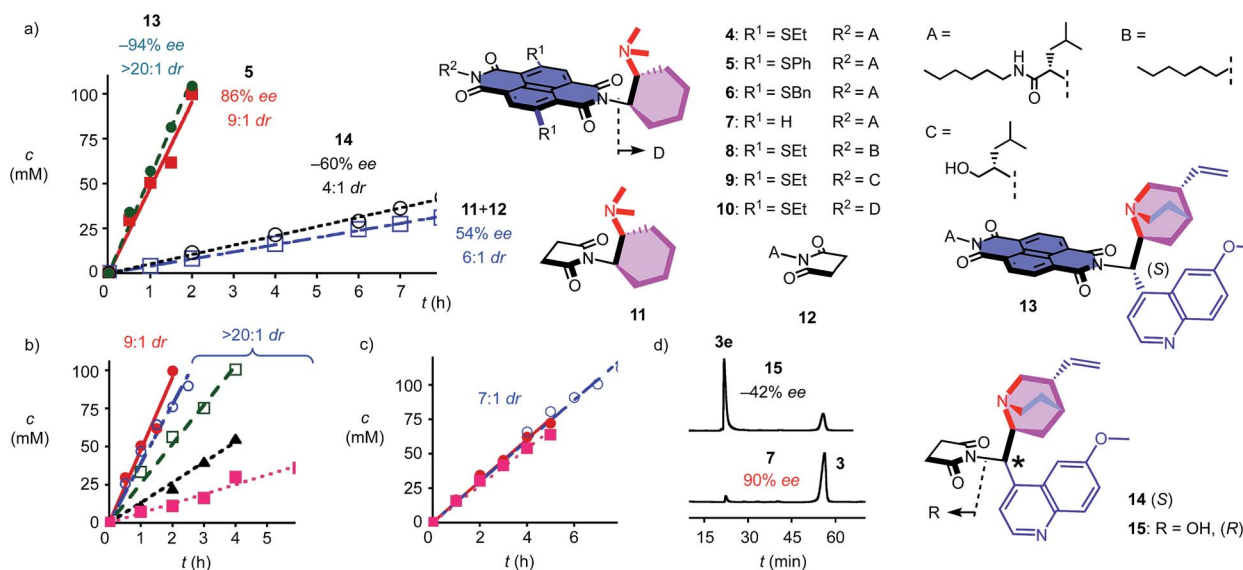 a)
13
–94% ee
>20:1 dr
5
86% ee
9:1 dr
14
–60% ee
4:1 dr
11+12
54% ee
6:1 dr
c
(mM)
100
75
50
25
0
0 1 2 3 4 5 6 7
t (h)
R²
N
O
O
R¹
R¹
O
O
N
N
D
4: R¹ = SEt R² = A
5: R¹ = SPh R² = A
6: R¹ = SBn R² = A
7: R¹ = H R² = A
8: R¹ = SEt R² = B
9: R¹ = SEt R² = C
10: R¹ = SEt R² = D
A =
H
N
O
B =
C =
HO
N
O
N
O
11
A
N
O
O
12
A
N
O
O
O
O
N
N
(S)
O
N
13
b)
9:1 dr
>20:1 dr
c
(mM)
100
75
50
25
0
0 1 2 3 4 5
t (h)
c)
7:1 dr
c
(mM)
100
75
50
25
0
0 1 2 3 4 5 6 7
t (h)
d)
3e
15
–42% ee
7
90% ee
3
15 30 45 60
t (min)
N
O
N
O
*
O
N
R
14 (S)
15: R = OH, (R)